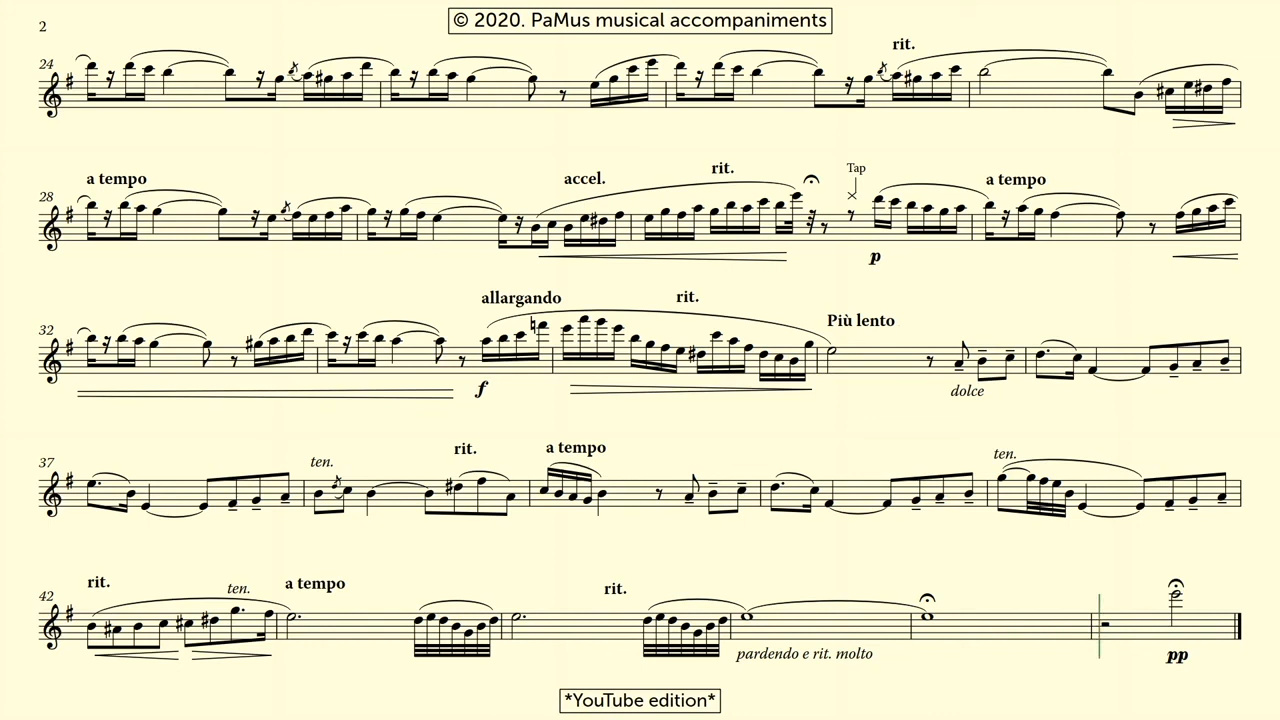 2
© 2020. PaMus musical accompaniments
24
rit.
28
a tempo
accel.
rit.
Tap
a tempo
p
32
allargando
rit.
Più lento
f
dolce
37
ten.
rit.
a tempo
ten.
42
rit.
ten.
a tempo
rit.
pardendo e rit. molto
pp
*YouTube edition*